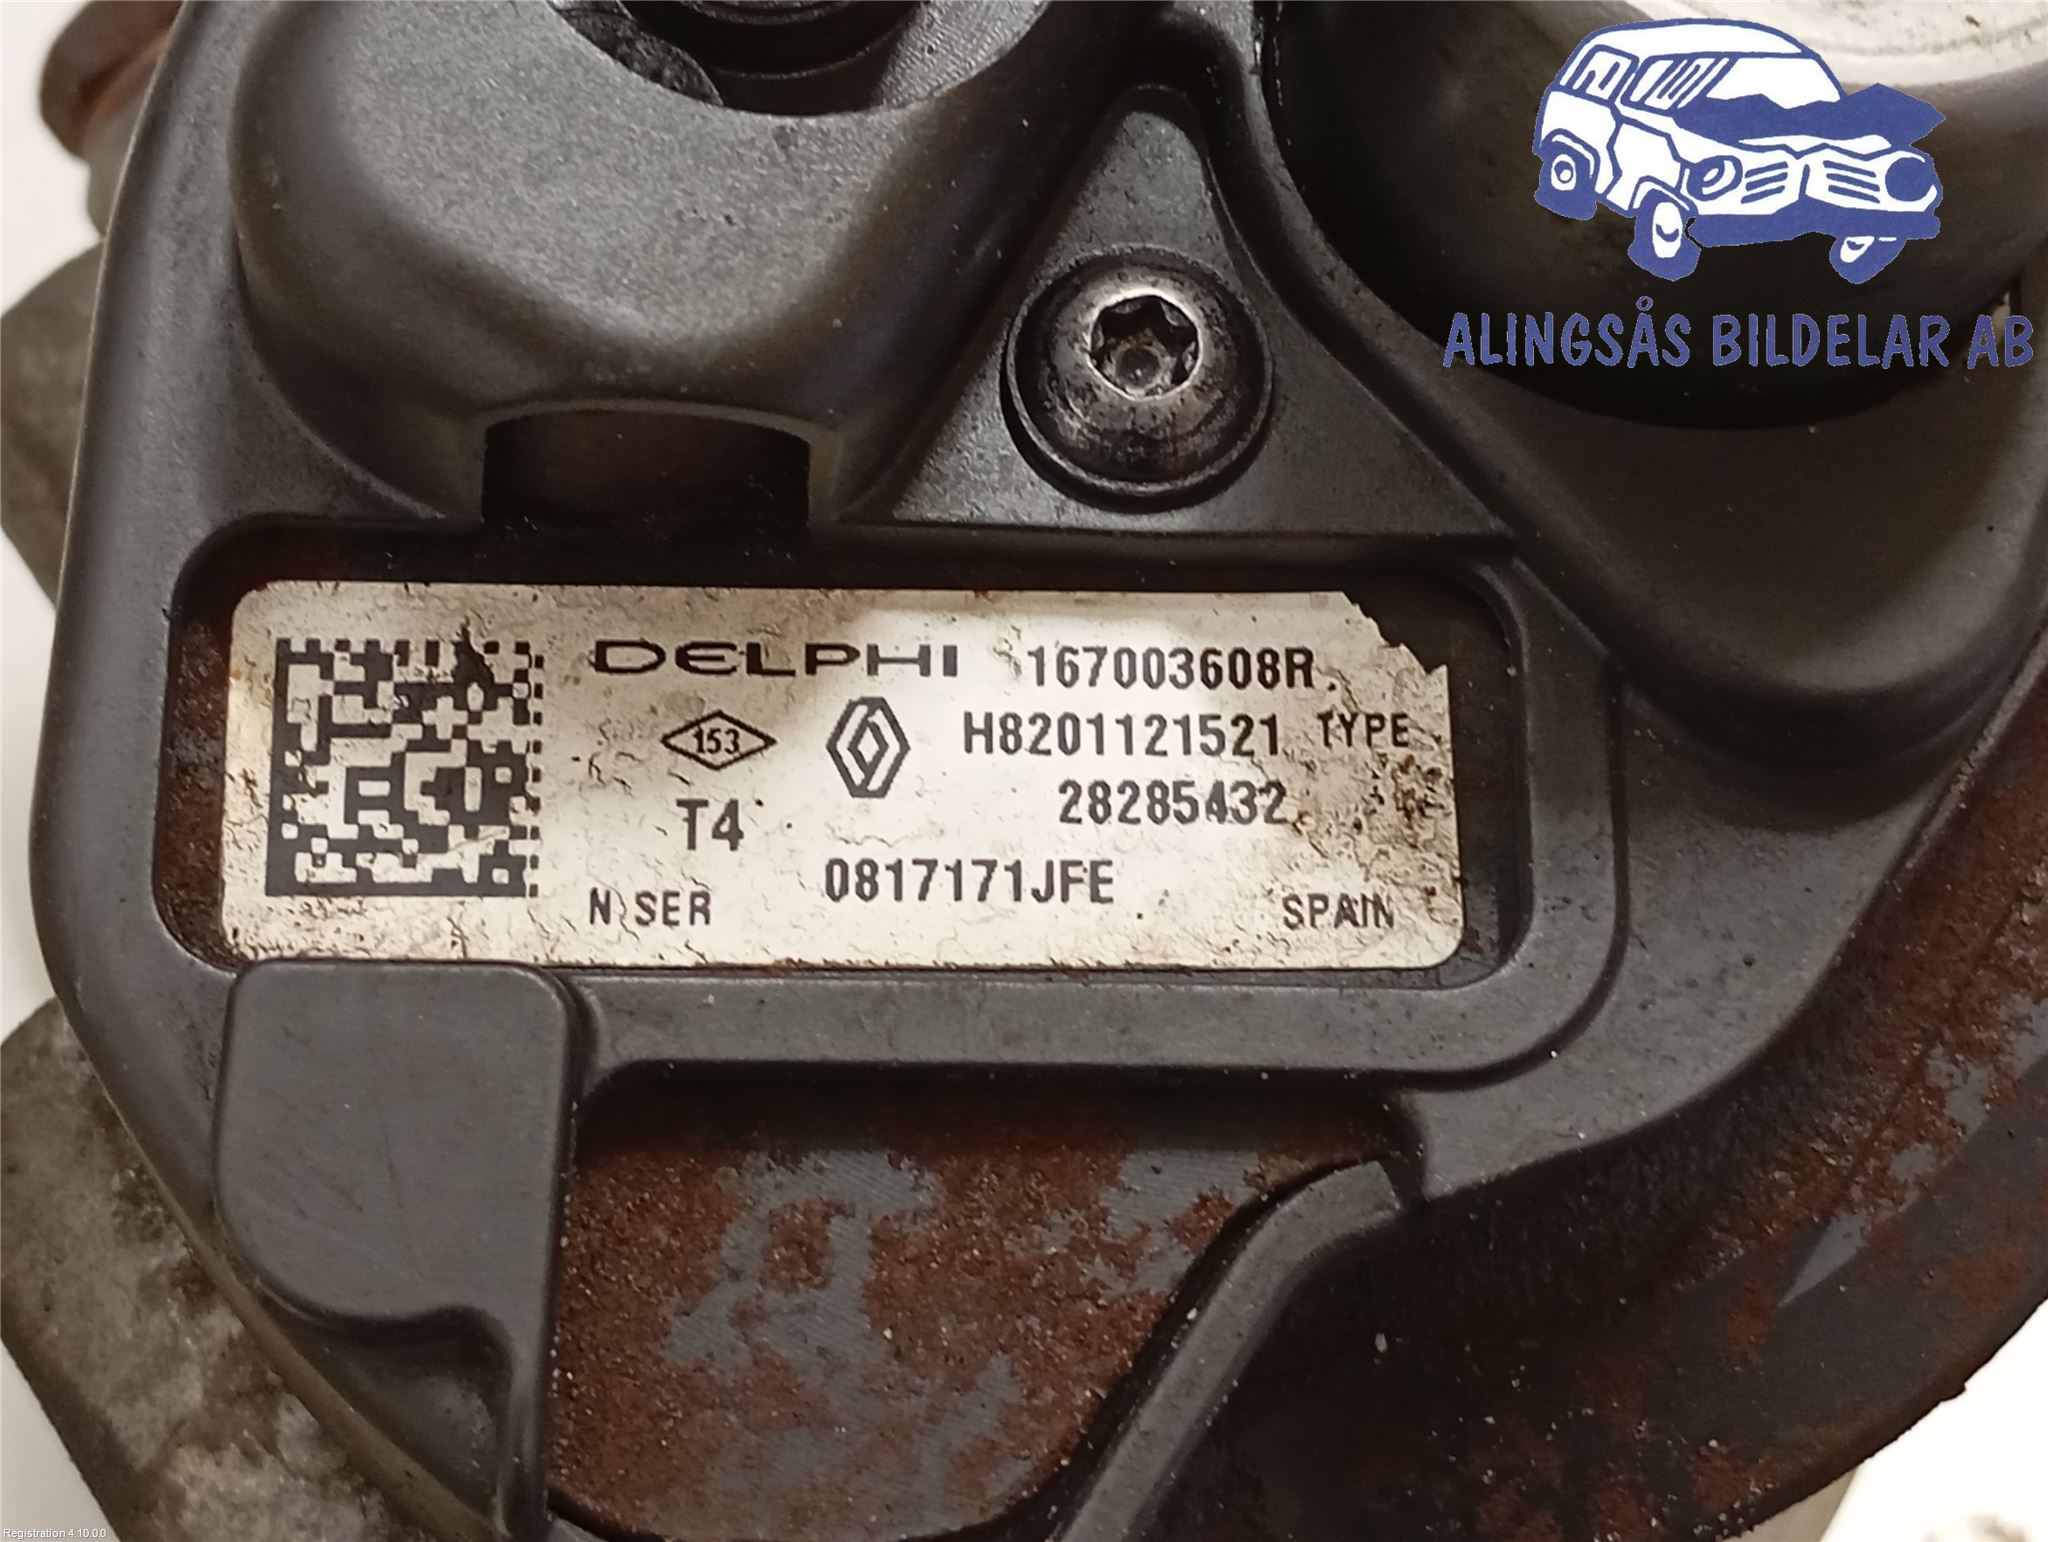 ALINGSÅS BILDELAR AB
DELPHI 167003608R
153 H8201121521 TYPE
T4 28285432
N SER 0817171JFE SPAIN
Registration 4.10.0.0